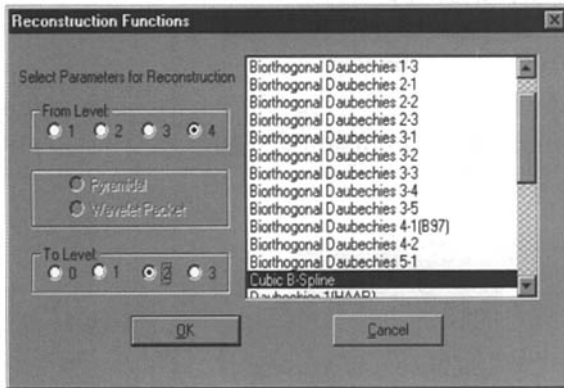 Reconstruction Functions
Select Parameters for Reconstruction
From Level:
1 2 3 4
Pyramidal
Wavelet Packet
To Level:
0 1 2 3
Biorthogonal Daubechies 1-3
Biorthogonal Daubechies 2-1
Biorthogonal Daubechies 2-2
Biorthogonal Daubechies 2-3
Biorthogonal Daubechies 3-1
Biorthogonal Daubechies 3-2
Biorthogonal Daubechies 3-3
Biorthogonal Daubechies 3-4
Biorthogonal Daubechies 3-5
Biorthogonal Daubechies 4-1(B97)
Biorthogonal Daubechies 4-2
Biorthogonal Daubechies 5-1
Cubic B-Spline
Daubechies 1(HAAR)
OK
Cancel